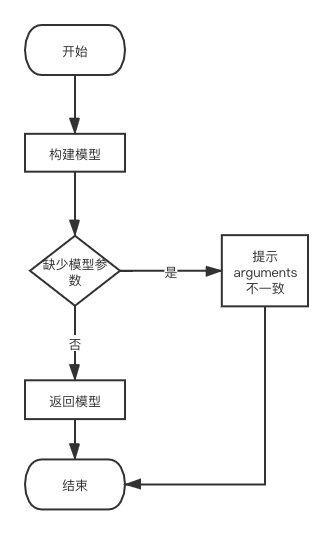 开始
构建模型
缺少模型参
数
是
提示
arguments
不一致
否
返回模型
结束